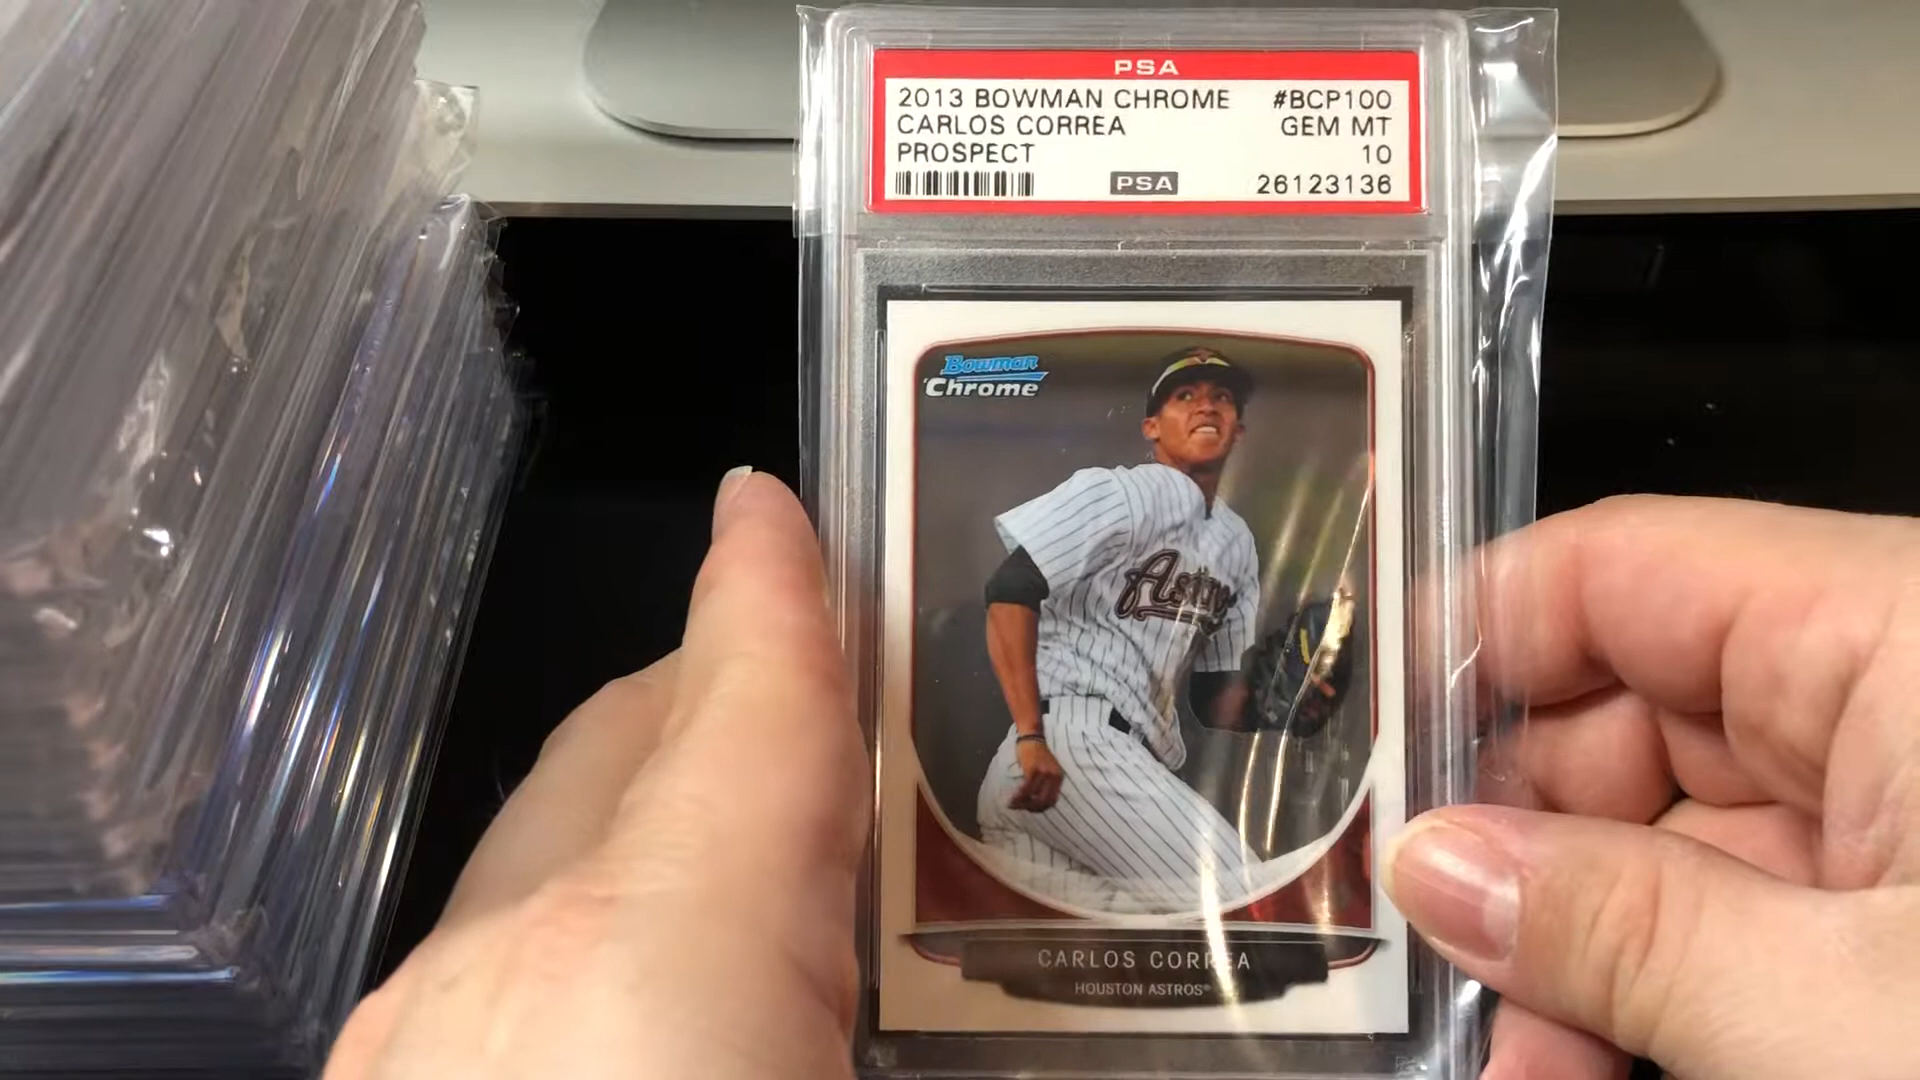 PSA
2013 BOWMAN CHROME #BCP100
CARLOS CORREA GEM MT
PROSPECT 10
PSA 26123136
Bowman
Chrome
Astros
CARLOS CORREA
HOUSTON ASTROS®